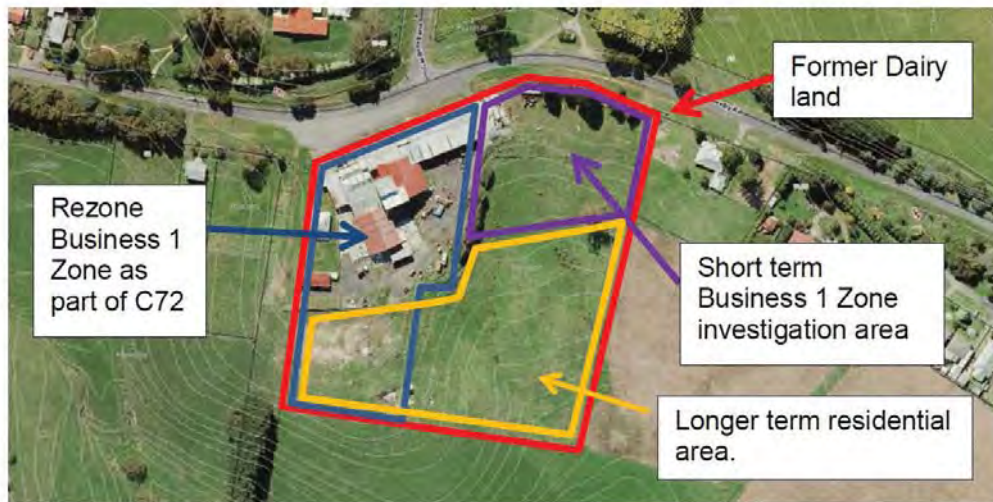 Former Dairy
land
Rezone
Business 1
Zone as
part of C72
Short term
Business 1 Zone
investigation area
Longer term residential
area.